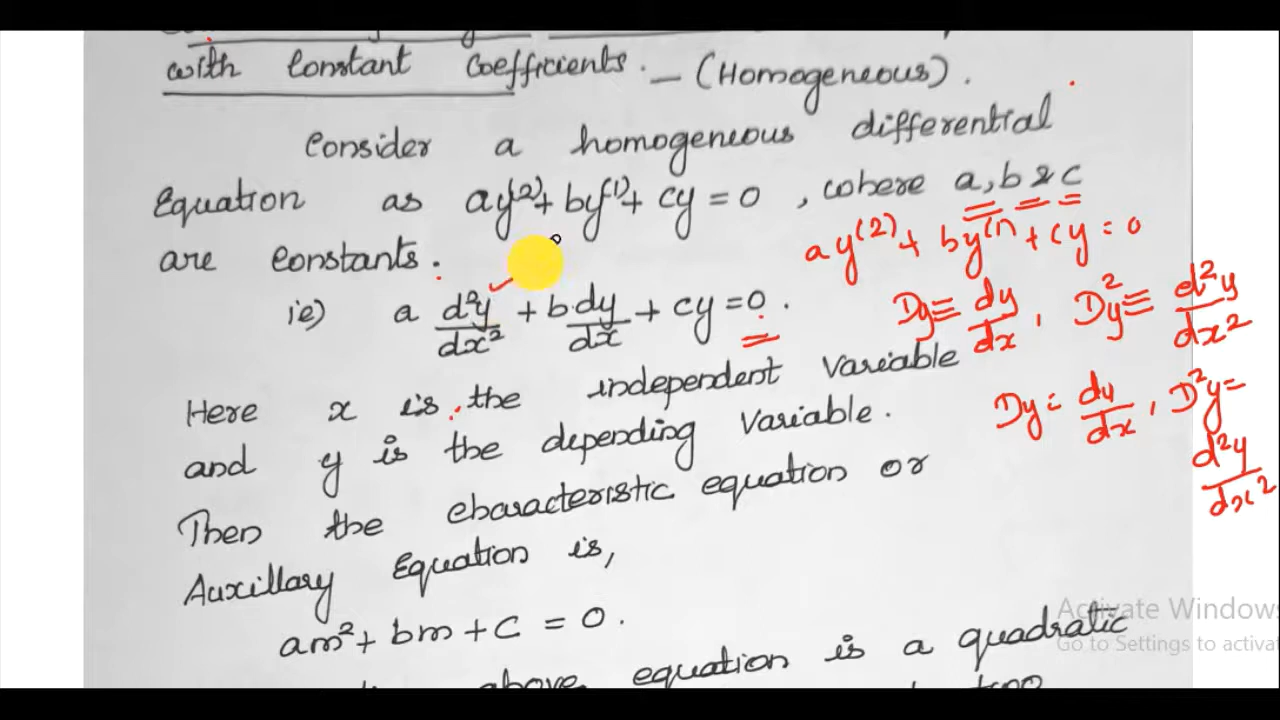 with Constant Coefficients. — (Homogeneous).
Consider a homogeneous differential
Equation as ay⁽²⁾ + by⁽¹⁾ + cy = 0, where a, b & c
are constants.
ay⁽²⁾ + by⁽¹⁾ + cy = 0
ie) a d²y/dx² + b dy/dx + cy = 0.
Dy ≡ dy/dx, D²y ≡ d²y/dx²
Here x is the independent variable
and y is the depending variable.
Dy = dy/dx, D²y =
d²y/dx²
Then the characteristic equation or
Auxillary Equation is,
am² + bm + c = 0.
above equation is a quadratic
Activate Windows
Go to Settings to activa